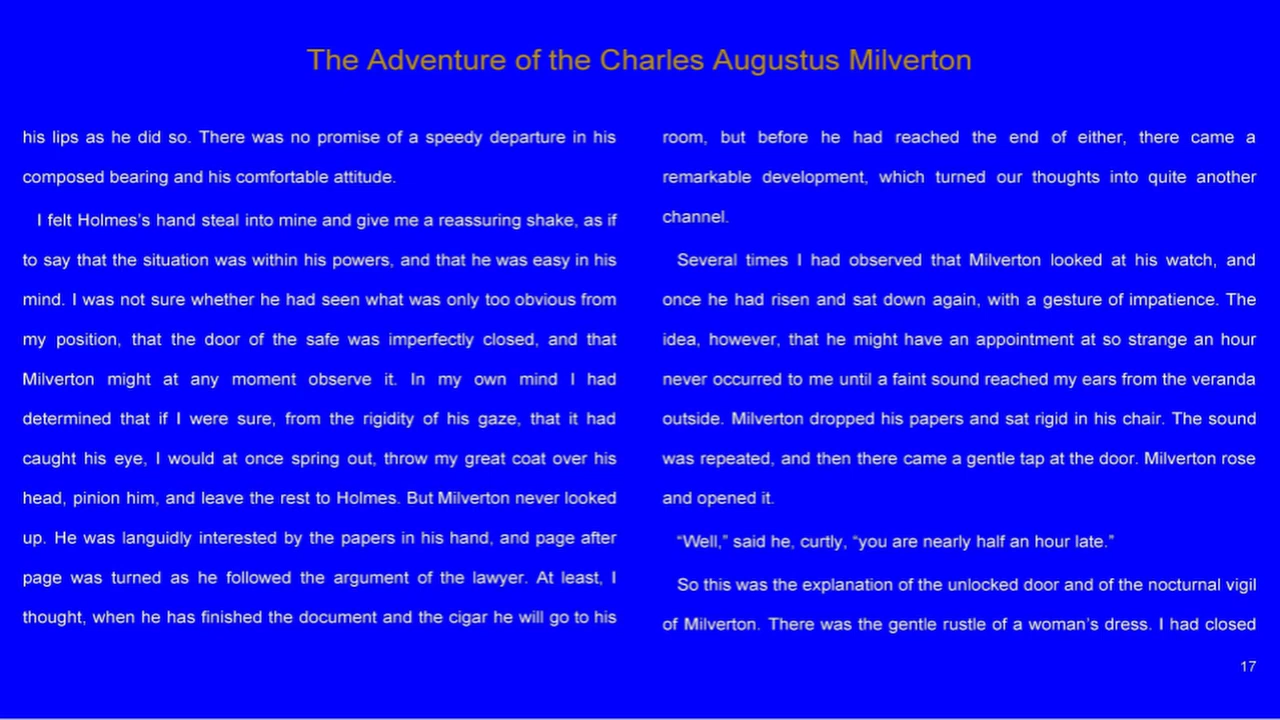 The Adventure of the Charles Augustus Milverton
his lips as he did so. There was no promise of a speedy departure in his
composed bearing and his comfortable attitude.
I felt Holmes’s hand steal into mine and give me a reassuring shake, as if
to say that the situation was within his powers, and that he was easy in his
mind. I was not sure whether he had seen what was only too obvious from
my position, that the door of the safe was imperfectly closed, and that
Milverton might at any moment observe it. In my own mind I had
determined that if I were sure, from the rigidity of his gaze, that it had
caught his eye, I would at once spring out, throw my great coat over his
head, pinion him, and leave the rest to Holmes. But Milverton never looked
up. He was languidly interested by the papers in his hand, and page after
page was turned as he followed the argument of the lawyer. At least, I
thought, when he has finished the document and the cigar he will go to his
room, but before he had reached the end of either, there came a
remarkable development, which turned our thoughts into quite another
channel.
Several times I had observed that Milverton looked at his watch, and
once he had risen and sat down again, with a gesture of impatience. The
idea, however, that he might have an appointment at so strange an hour
never occurred to me until a faint sound reached my ears from the veranda
outside. Milverton dropped his papers and sat rigid in his chair. The sound
was repeated, and then there came a gentle tap at the door. Milverton rose
and opened it.
“Well,” said he, curtly, “you are nearly half an hour late.”
So this was the explanation of the unlocked door and of the nocturnal vigil
of Milverton. There was the gentle rustle of a woman’s dress. I had closed
17